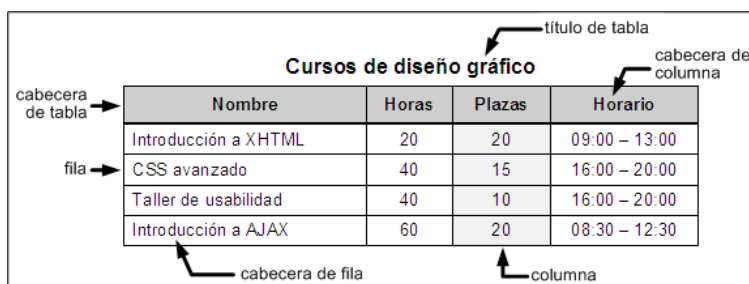 título de tabla
Cursos de diseño gráfico
cabecera de
columna
cabecera
de tabla
Nombre Horas Plazas Horario
Introducción a XHTML 20 20 09:00 – 13:00
fila CSS avanzado 40 15 16:00 – 20:00
Taller de usabilidad 40 10 16:00 – 20:00
Introducción a AJAX 60 20 08:30 – 12:30
cabecera de fila columna